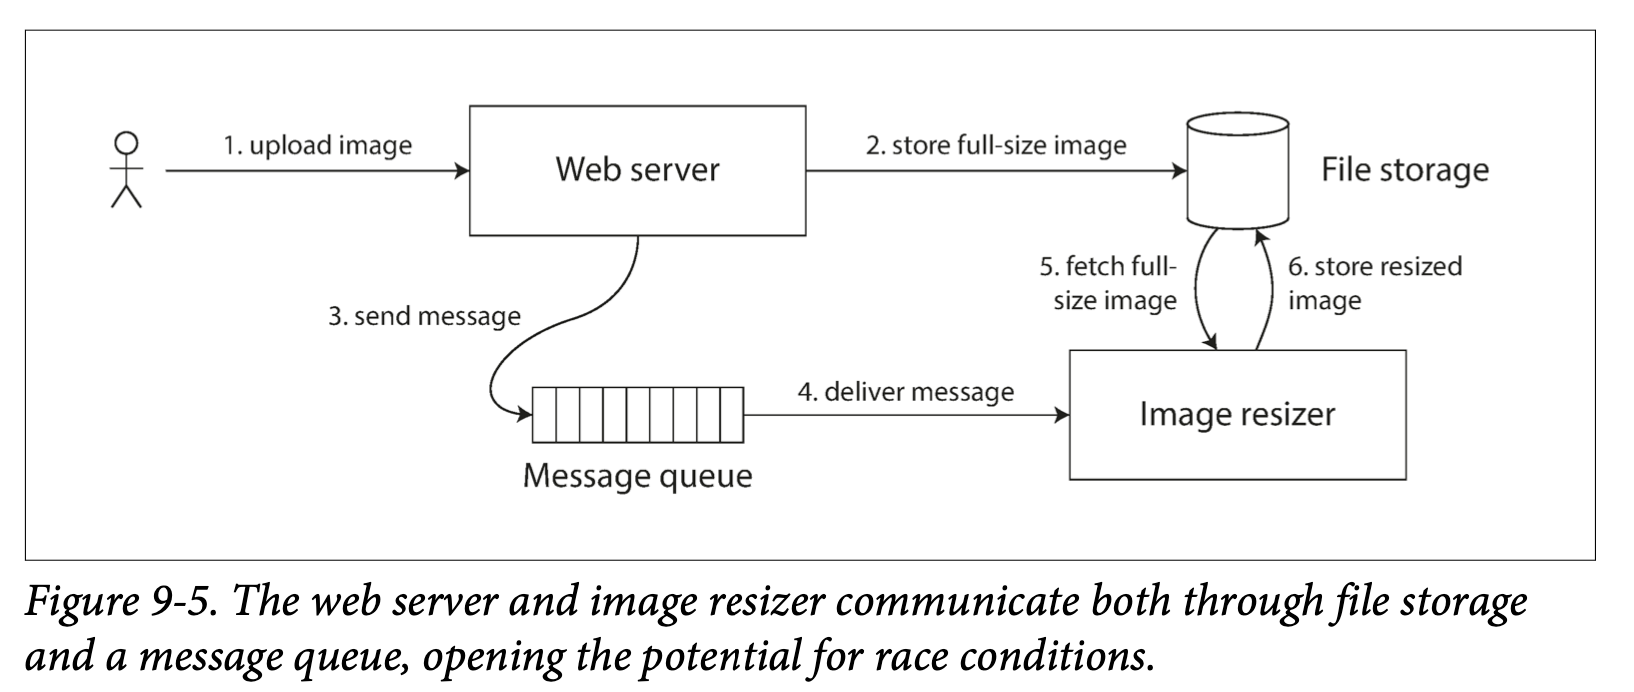 1. upload image
Web server
2. store full-size image
File storage
5. fetch full-
size image
6. store resized
image
3. send message
4. deliver message
Image resizer
Message queue
Figure 9-5. The web server and image resizer communicate both through file storage
and a message queue, opening the potential for race conditions.